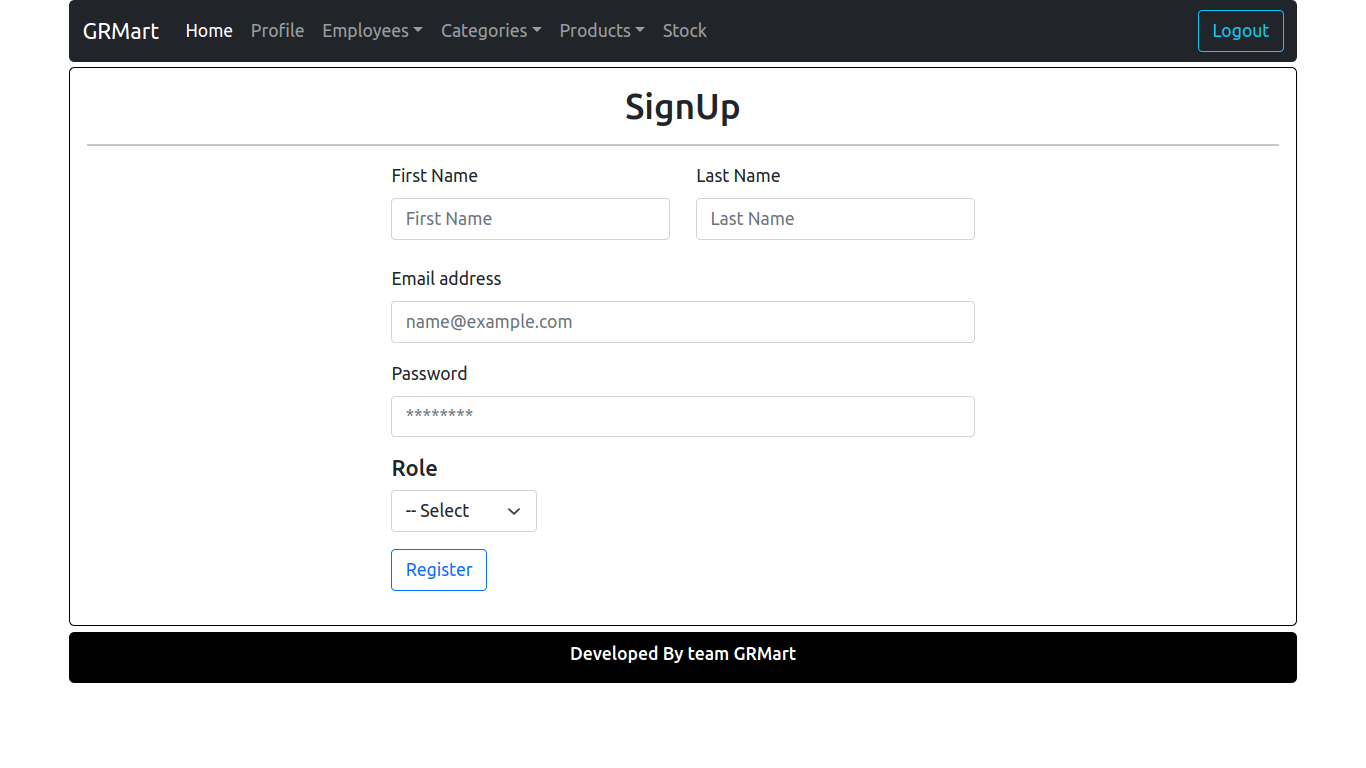 GRMart Home Profile Employees Categories Products Stock Logout
SignUp
First Name Last Name
First Name Last Name
Email address
name@example.com
Password
********
Role
-- Select
Register
Developed By team GRMart